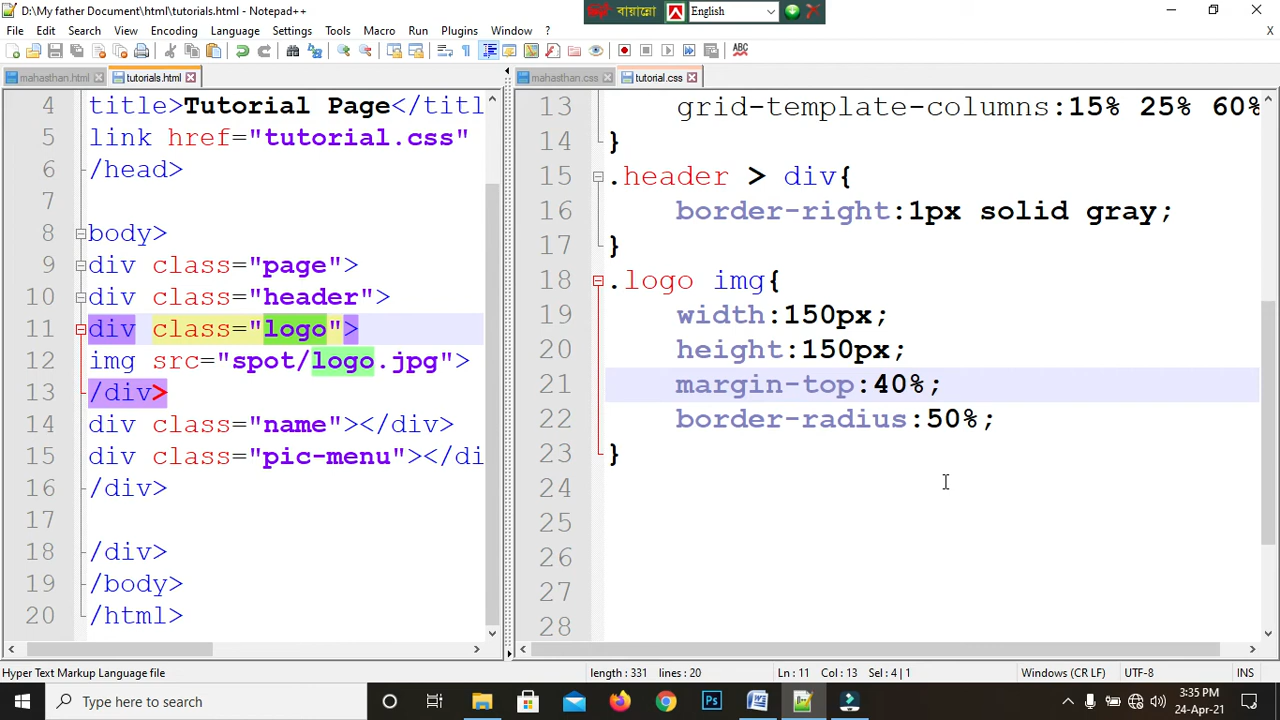 D:\My father Document\html\tutorials.html - Notepad++
বায়ান্নো
English
File Edit Search View Encoding Language Settings Tools Macro Run Plugins Window ?
X
ABC
mahasthan.html
tutorials.html
mahasthan.css
tutorial.css
4 title>Tutorial Page</titl
5 link href="tutorial.css"
6 /head>
7
8 body>
9 div class="page">
10 div class="header">
11 div class="logo">
12 img src="spot/logo.jpg">
13 /div>
14 div class="name"></div>
15 div class="pic-menu"></di
16 /div>
17
18 /div>
19 /body>
20 /html>
13 grid-template-columns:15% 25% 60%
14 }
15 .header > div{
16 border-right:1px solid gray;
17 }
18 .logo img{
19 width:150px;
20 height:150px;
21 margin-top:40%;
22 border-radius:50%;
23 }
24
25
26
27
28
Hyper Text Markup Language file
length : 331 lines : 20
Ln : 11 Col : 13 Sel : 4 | 1
Windows (CR LF)
UTF-8
INS
Type here to search
Ps
W
3:35 PM
24-Apr-21